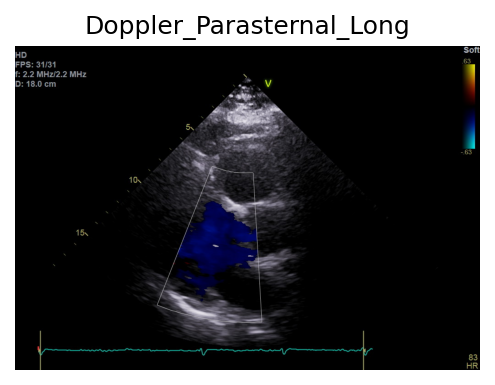 Doppler_Parasternal_Long
HD
FPS: 31/31
f: 2.2 MHz/2.2 MHz
D: 18.0 cm
V
Soft
63
-63
5
10
15
83
HR